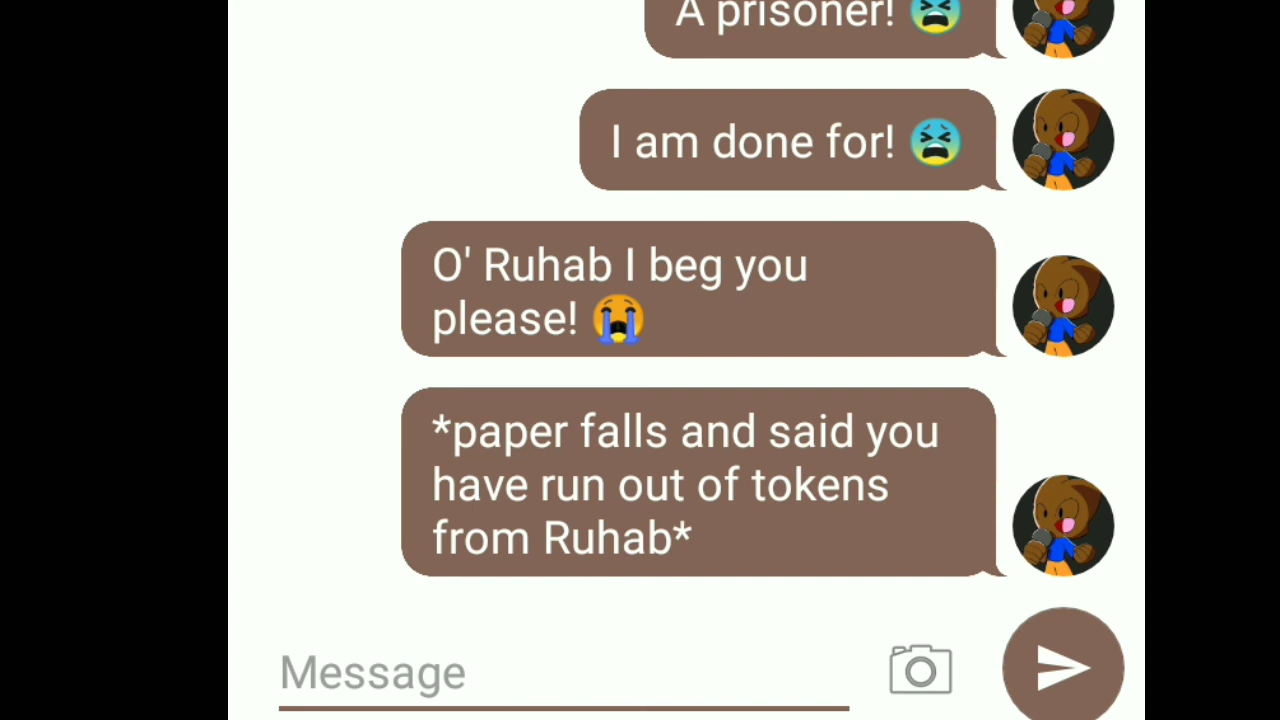 A prisoner! 😫
I am done for! 😫
O' Ruhab I beg you
please! 😭
*paper falls and said you
have run out of tokens
from Ruhab*
Message